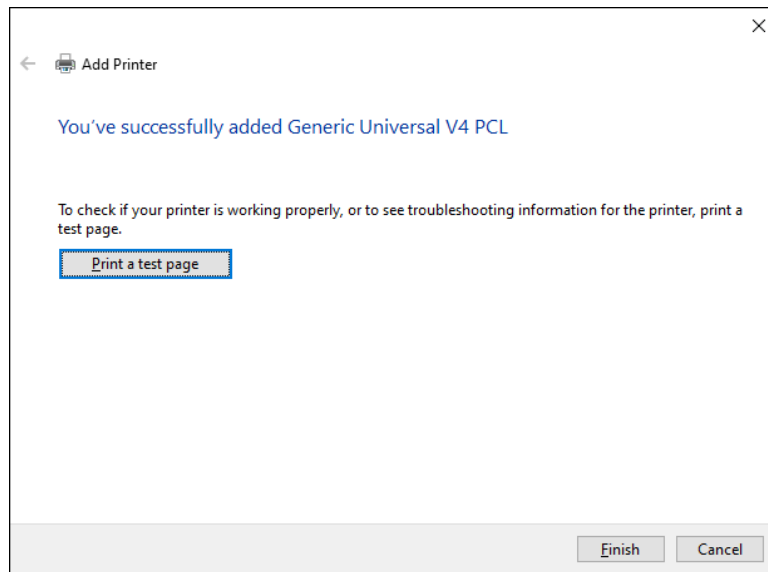 Add Printer
You've successfully added Generic Universal V4 PCL
To check if your printer is working properly, or to see troubleshooting information for the printer, print a
test page.
Print a test page
Finish
Cancel